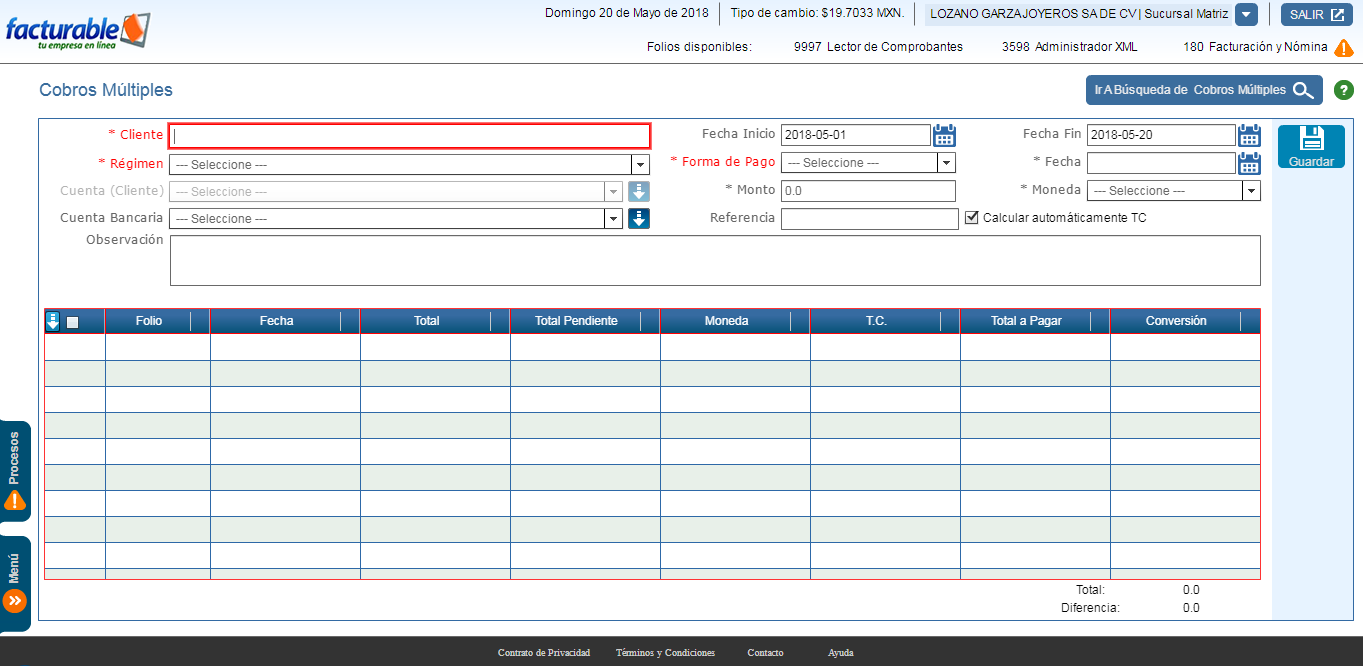 facturable
tu empresa en línea
Domingo 20 de Mayo de 2018 Tipo de cambio: $19.7033 MXN. LOZANO GARZA JOYEROS SA DE CV | Sucursal Matriz SALIR
Folios disponibles: 9997 Lector de Comprobantes 3598 Administrador XML 180 Facturación y Nómina
Cobros Múltiples Ir A Búsqueda de Cobros Múltiples ?
* Cliente Fecha Inicio 2018-05-01 Fecha Fin 2018-05-20
Guardar
* Régimen --- Seleccione --- * Forma de Pago --- Seleccione --- * Fecha
Cuenta (Cliente) --- Seleccione --- * Monto 0.0 * Moneda --- Seleccione ---
Cuenta Bancaria --- Seleccione --- Referencia Calcular automáticamente TC
Observación
Folio Fecha Total Total Pendiente Moneda T.C. Total a Pagar Conversión
Procesos
Menú
Total: 0.0
Diferencia: 0.0
Contrato de Privacidad Términos y Condiciones Contacto Ayuda